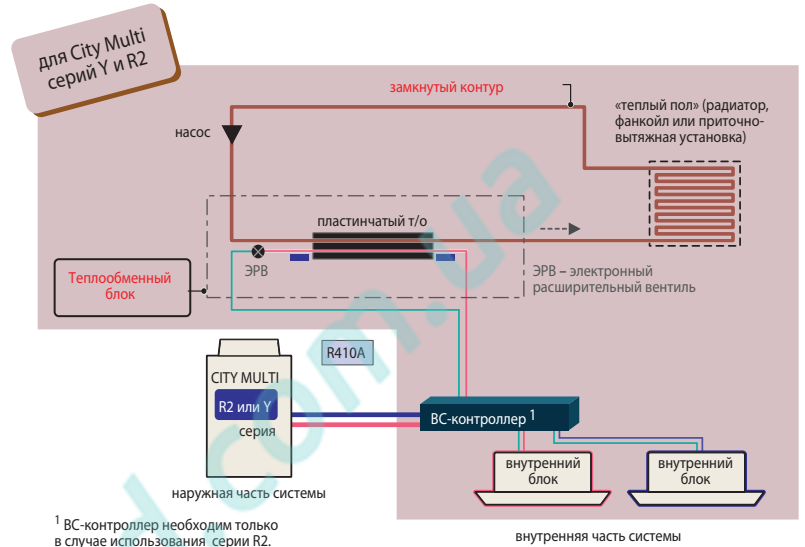 для City Multi
серий Y и R2
замкнутый контур
«теплый пол» (радиатор,
фанкойл или приточно-
вытяжная установка)
насос
пластинчатый т/о
ЭРВ
ЭРВ – электронный
расширительный вентиль
Теплообменный
блок
R410A
CITY MULTI
R2 или Y
серия
BC-контроллер 1
внутренний
блок
внутренний
блок
наружная часть системы
1 BC-контроллер необходим только
в случае использования серии R2.
внутренняя часть системы
d.com.ua